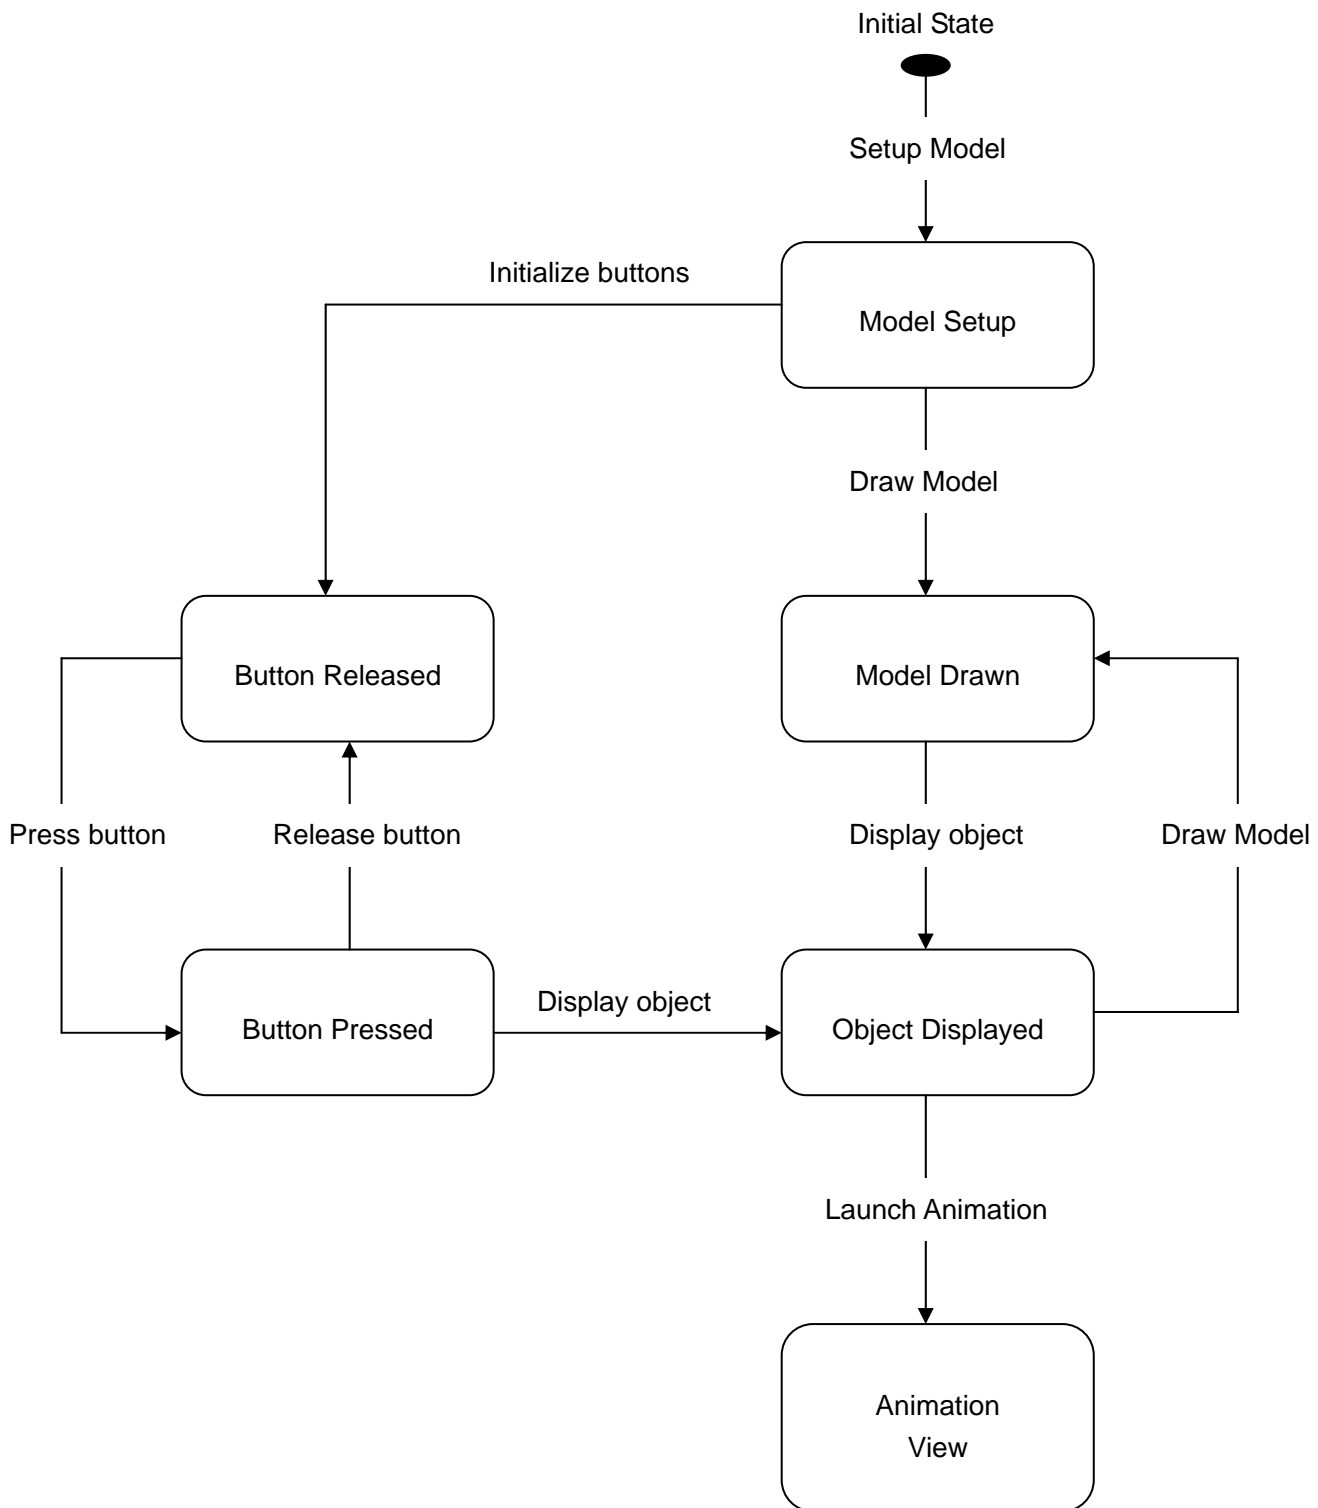 Initial State
Setup Model
Initialize buttons
Model Setup
Draw Model
Button Released
Model Drawn
Press button
Release button
Display object
Draw Model
Button Pressed
Display object
Object Displayed
Launch Animation
Animation
View